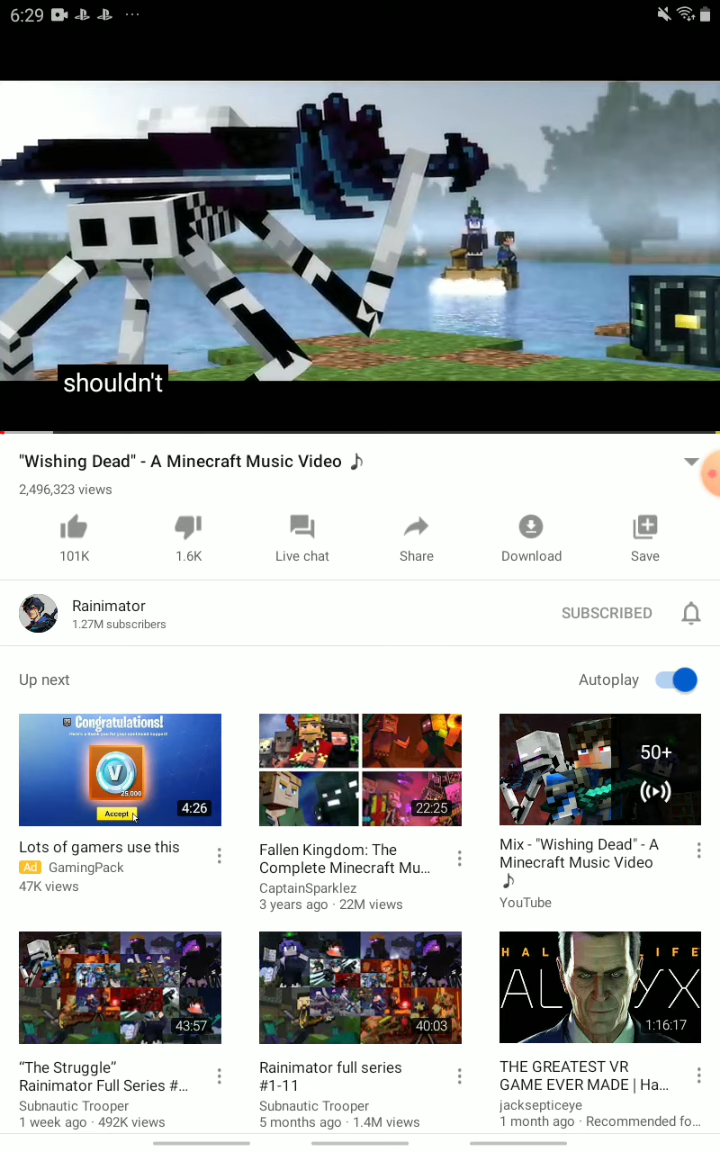 6:29
shouldn't
"Wishing Dead" - A Minecraft Music Video ♪
2,496,323 views
101K
1.6K
Live chat
Share
Download
Save
Rainimator
1.27M subscribers
SUBSCRIBED
Up next
Autoplay
Congratulations!
V
25,000
Accept
4:26
Lots of gamers use this
Ad GamingPack
47K views
22:25
Fallen Kingdom: The
Complete Minecraft Mu...
CaptainSparklez
3 years ago · 22M views
50+
Mix - "Wishing Dead" - A
Minecraft Music Video
♪
YouTube
43:57
“The Struggle”
Rainimator Full Series #...
Subnautic Trooper
1 week ago · 492K views
40:03
Rainimator full series
#1-11
Subnautic Trooper
5 months ago · 1.4M views
HAL IFE
ALYX
1:16:17
THE GREATEST VR
GAME EVER MADE | Ha...
jacksepticeye
1 month ago · Recommended fo...